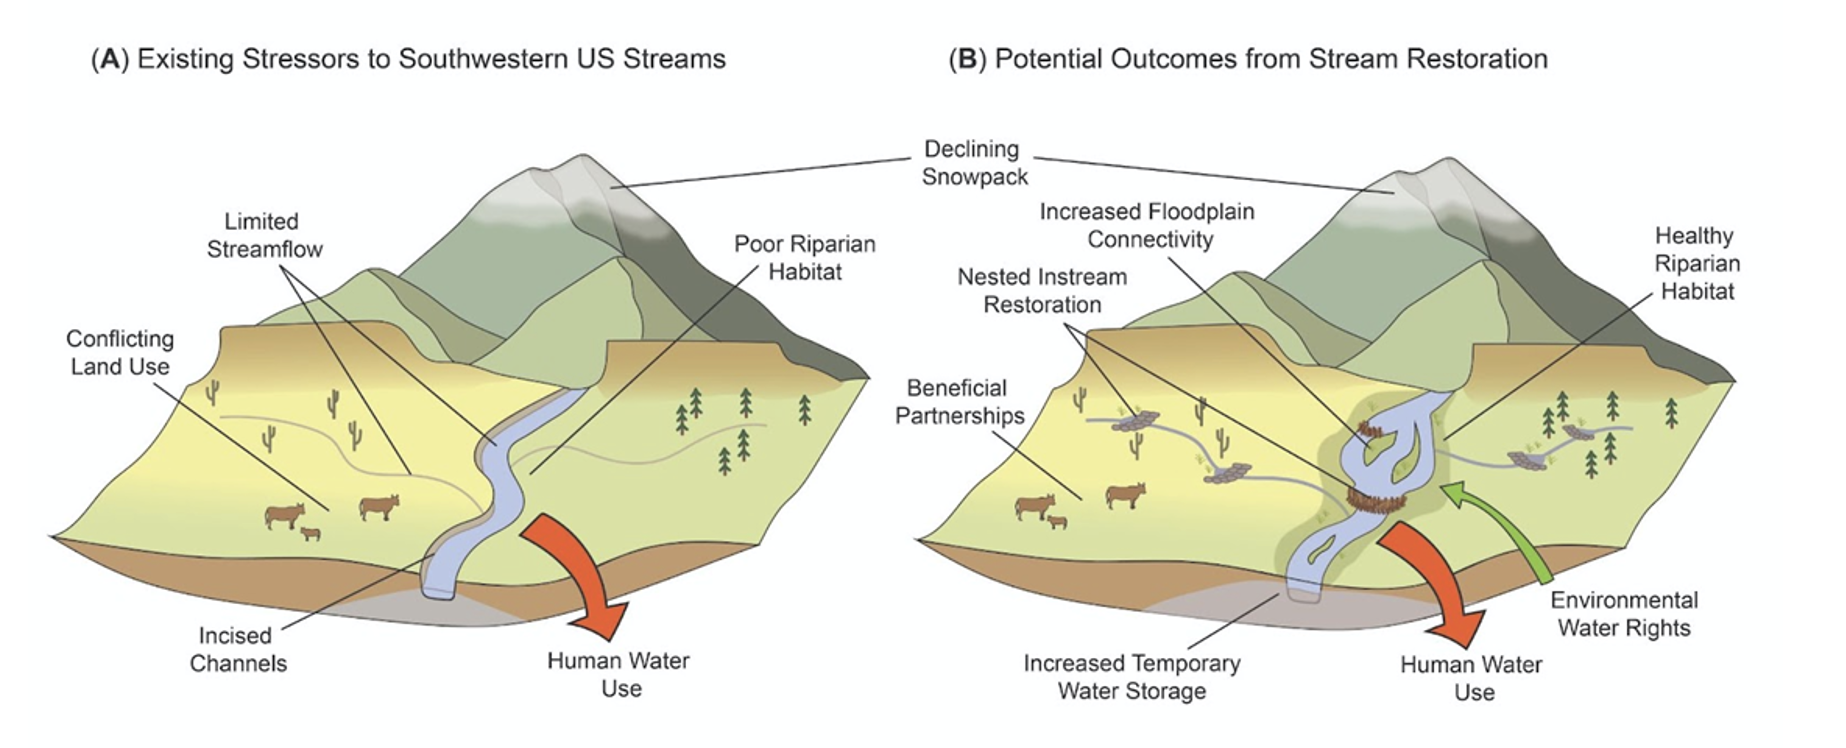 (A) Existing Stressors to Southwestern US Streams
(B) Potential Outcomes from Stream Restoration
Declining
Snowpack
Limited
Streamflow
Poor Riparian
Habitat
Conflicting
Land Use
Incised
Channels
Human Water
Use
Increased Floodplain
Connectivity
Healthy
Riparian
Habitat
Nested Instream
Restoration
Beneficial
Partnerships
Environmental
Water Rights
Increased Temporary
Water Storage
Human Water
Use